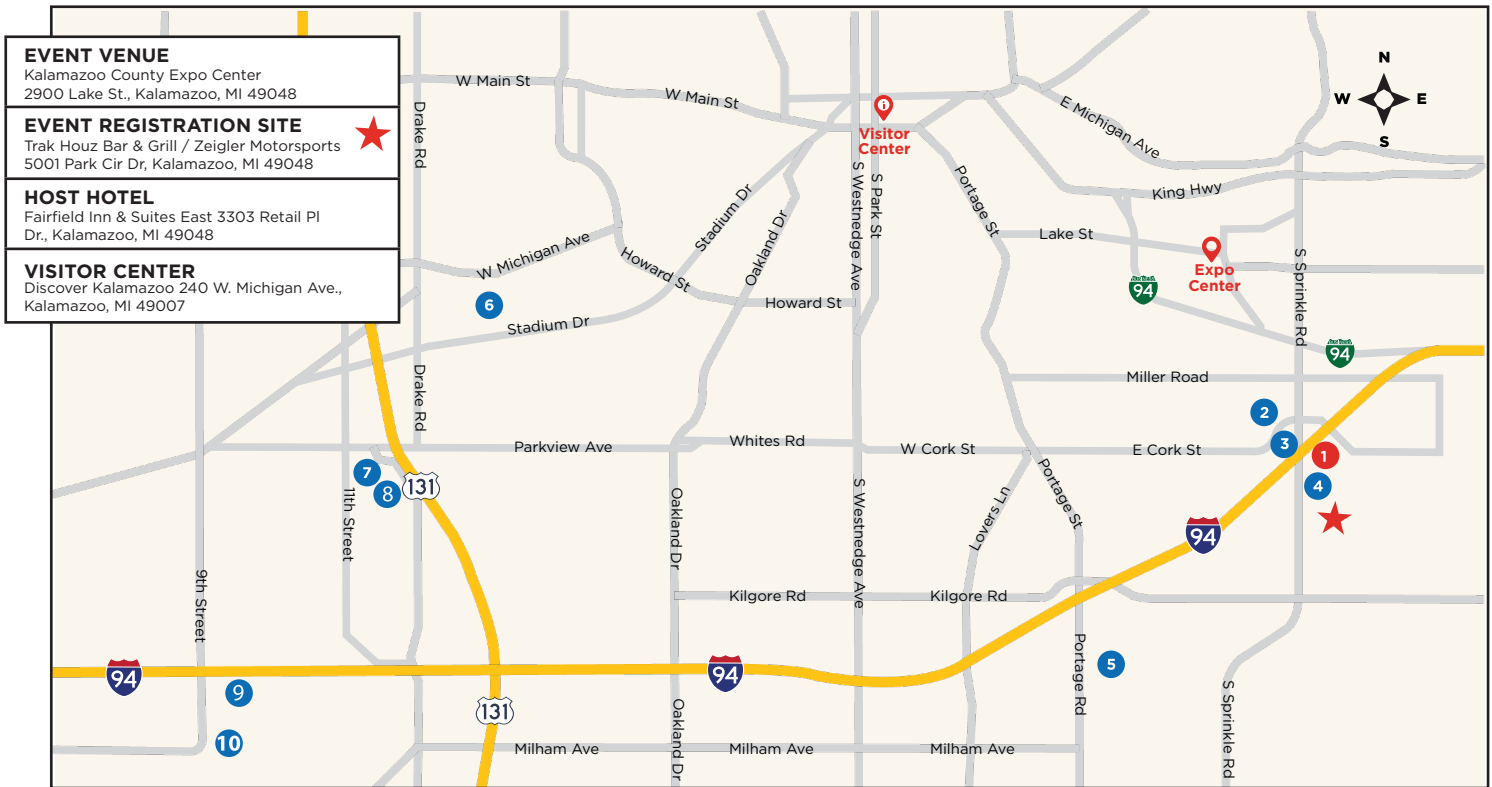 EVENT VENUE
Kalamazoo County Expo Center
2900 Lake St., Kalamazoo, MI 49048
EVENT REGISTRATION SITE
Trak Houz Bar & Grill / Zeigler Motorsports
5001 Park Cir Dr, Kalamazoo, MI 49048
HOST HOTEL
Fairfield Inn & Suites East 3303 Retail Pl
Dr., Kalamazoo, MI 49048
VISITOR CENTER
Discover Kalamazoo 240 W. Michigan Ave.,
Kalamazoo, MI 49007
N
W
E
S
W Main St
W Main St
Drake Rd
Visitor
Center
E Michigan Ave
King Hwy
S Westnedge Ave
S Park St
Portage St
Stadium Dr
Oakland Dr
Lake St
W Michigan Ave
Howard St
Howard St
Expo
Center
S Sprinkle Rd
94
6
Stadium Dr
94
Drake Rd
Miller Road
2
Parkview Ave
Whites Rd
W Cork St
E Cork St
3
1
7
8
131
4
11th Street
Oakland Dr
S Westnedge Ave
Lovers Ln
Portage St
94
9th Street
Kilgore Rd
Kilgore Rd
94
94
5
Portage Rd
9
131
Oakland Dr
S Sprinkle Rd
10
Milham Ave
Milham Ave
Milham Ave